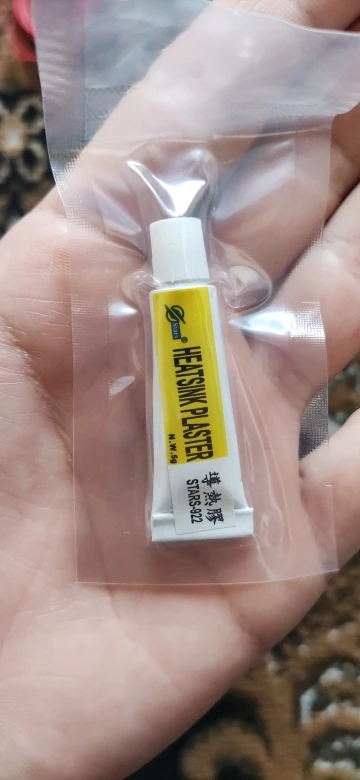 Stars
®
HEATSINK PLASTER
N.W.5g
導熱膠
STARS-922